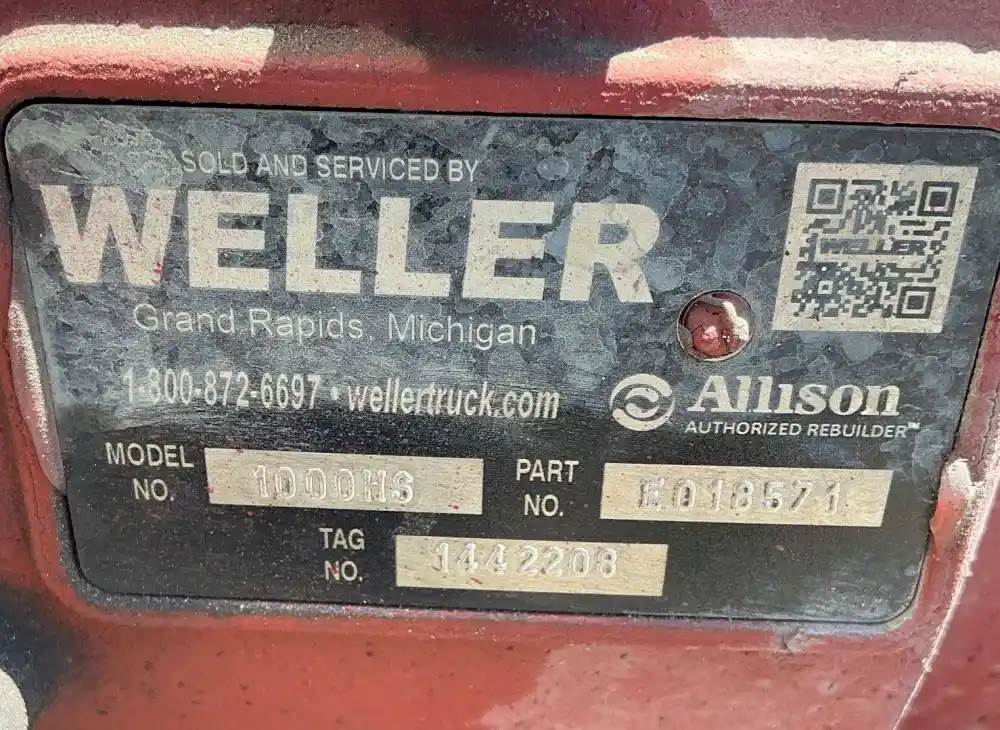 SOLD AND SERVICED BY
WELLER
Grand Rapids, Michigan
1-800-872-6697 • wellertruck.com
WELLER
Allison
AUTHORIZED REBUILDER™
MODEL NO. 1000HS
PART NO. E018571
TAG NO. 1442208